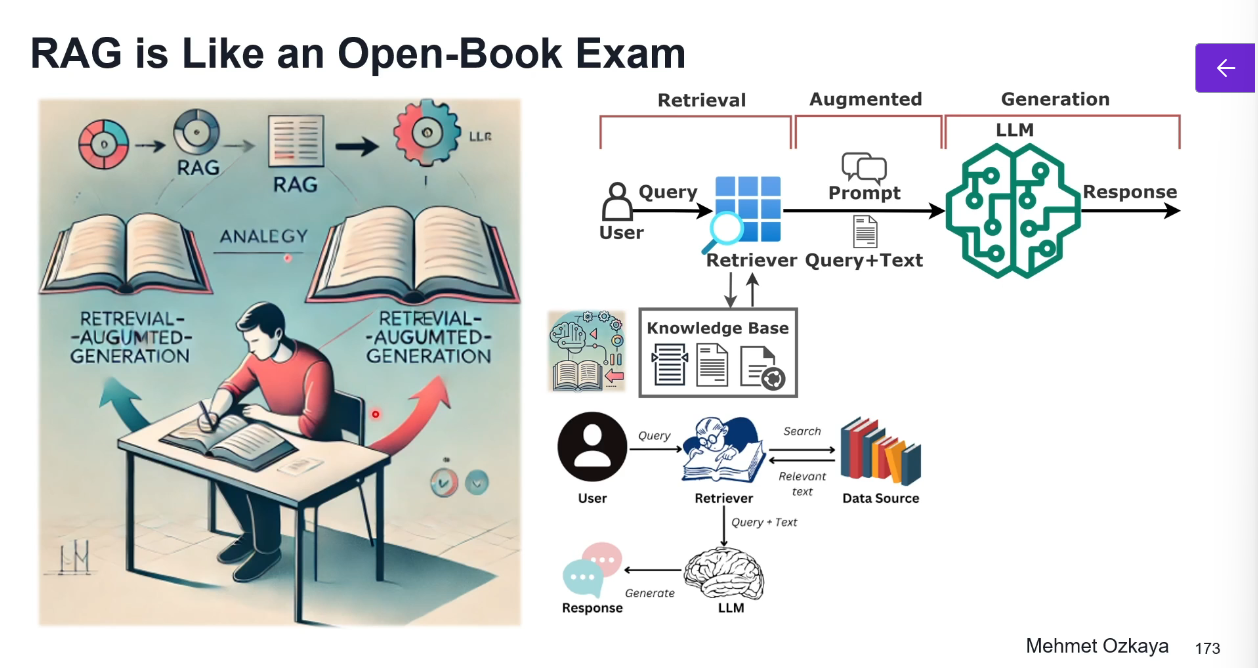 RAG is Like an Open-Book Exam
RAG
RAG
LLG
ANALEGY
RETREVIAL-
-AUGUMTED-
GENERATION
RETREVIAL-
-AUGUMTED-
GENERATION
Retrieval
Augmented
Generation
LLM
Query
Prompt
Response
User
Retriever
Query+Text
Knowledge Base
Query
Search
Relevant
text
User
Retriever
Data Source
Query + Text
Generate
Response
LLM
Mehmet Ozkaya
173